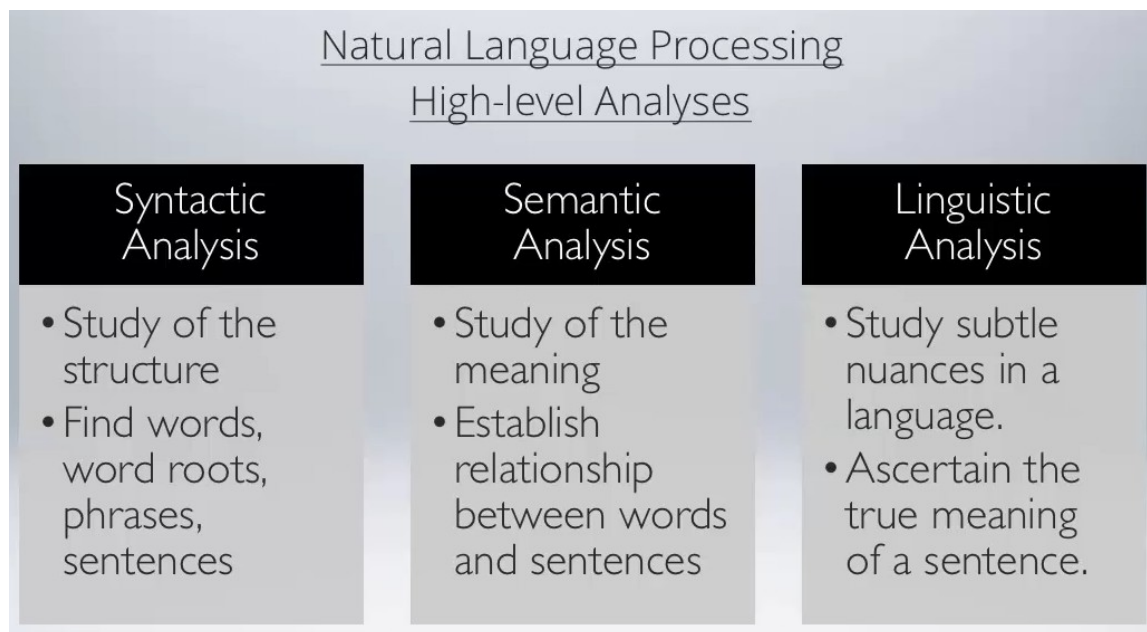 Natural Language Processing
High-level Analyses
Syntactic
Analysis
• Study of the
structure
• Find words,
word roots,
phrases,
sentences
Semantic
Analysis
• Study of the
meaning
• Establish
relationship
between words
and sentences
Linguistic
Analysis
• Study subtle
nuances in a
language.
• Ascertain the
true meaning
of a sentence.